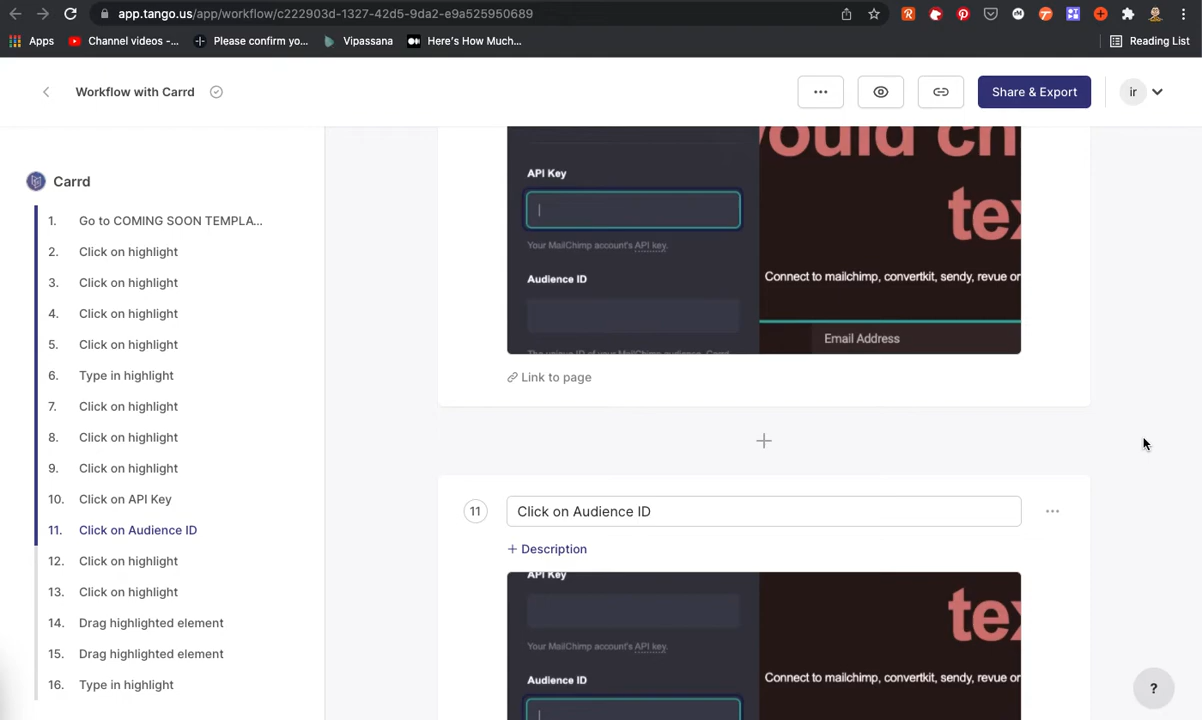 app.tango.us/app/workflow/c222903d-1327-42d5-9da2-e9a525950689
Apps
Channel videos -...
Please confirm yo...
Vipassana
Here's How Much...
Reading List
Workflow with Carrd
Share & Export
ir
Carrd
1. Go to COMING SOON TEMPLA...
2. Click on highlight
3. Click on highlight
4. Click on highlight
5. Click on highlight
6. Type in highlight
7. Click on highlight
8. Click on highlight
9. Click on highlight
10. Click on API Key
11. Click on Audience ID
12. Click on highlight
13. Click on highlight
14. Drag highlighted element
15. Drag highlighted element
16. Type in highlight
API Key
Your MailChimp account's API key.
Audience ID
The unique ID of your MailChimp audience. Carrd
would ch
tex
Connect to mailchimp, convertkit, sendy, revue or
Email Address
Link to page
11
Click on Audience ID
+ Description
API Key
Your MailChimp account's API key.
Audience ID
tex
Connect to mailchimp, convertkit, sendy, revue or
?